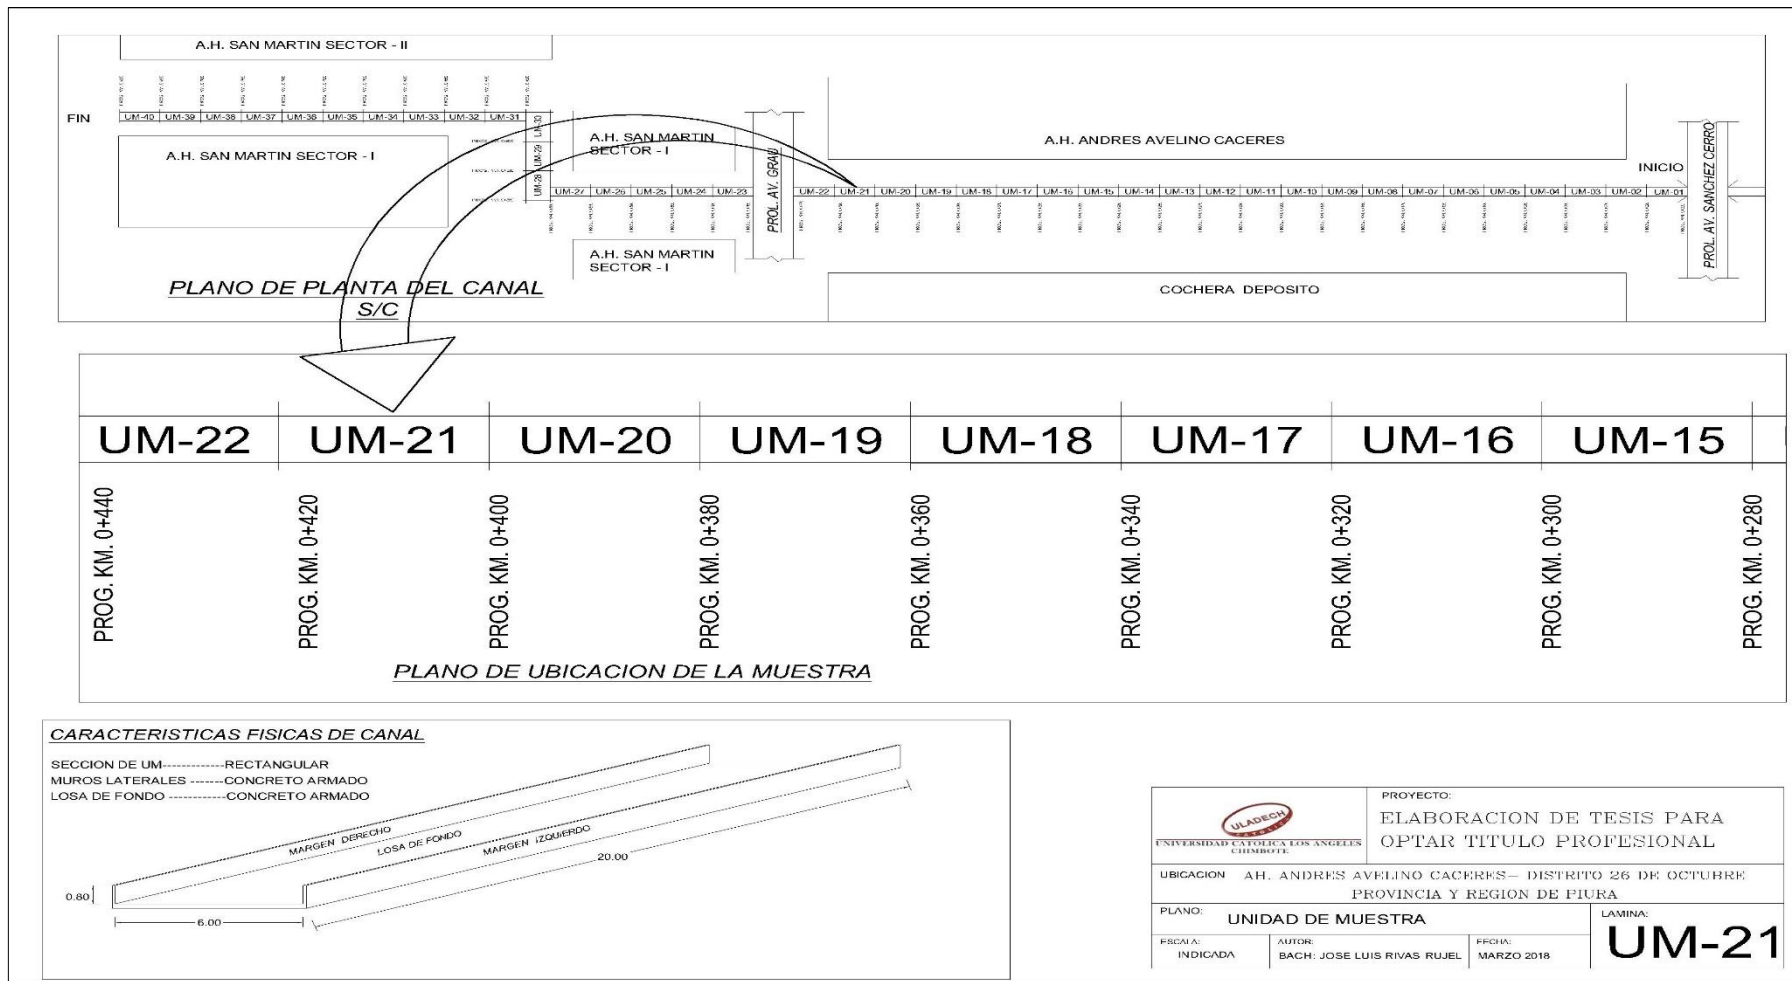 A.H. SAN MARTIN SECTOR - II
FIN
UM-40 UM-39 UM-38 UM-37 UM-36 UM-35 UM-34 UM-33 UM-32 UM-31
UM-30
UM-29
UM-28
A.H. SAN MARTIN SECTOR - I
A.H. SAN MARTIN
SECTOR - I
UM-27 UM-26 UM-25 UM-24 UM-23
A.H. SAN MARTIN
SECTOR - I
PROL. AV. GRAU
A.H. ANDRES AVELINO CACERES
INICIO
UM-22 UM-21 UM-20 UM-19 UM-18 UM-17 UM-16 UM-15 UM-14 UM-13 UM-12 UM-11 UM-10 UM-09 UM-08 UM-07 UM-06 UM-05 UM-04 UM-03 UM-02 UM-01
PROL. AV. SANCHEZ CERRO
COCHERA DEPOSITO
PLANO DE PLANTA DEL CANAL
S/C
UM-22 UM-21 UM-20 UM-19 UM-18 UM-17 UM-16 UM-15
PROG. KM. 0+440
PROG. KM. 0+420
PROG. KM. 0+400
PROG. KM. 0+380
PROG. KM. 0+360
PROG. KM. 0+340
PROG. KM. 0+320
PROG. KM. 0+300
PROG. KM. 0+280
PLANO DE UBICACION DE LA MUESTRA
CARACTERISTICAS FISICAS DE CANAL
SECCION DE UM------------RECTANGULAR
MUROS LATERALES ------CONCRETO ARMADO
LOSA DE FONDO -----------CONCRETO ARMADO
MARGEN DERECHO
LOSA DE FONDO
MARGEN IZQUIERDO
20.00
0.80
6.00
ULADECH
CATOLICA
UNIVERSIDAD CATOLICA LOS ANGELES
CHIMBOTE
PROYECTO:
ELABORACION DE TESIS PARA
OPTAR TITULO PROFESIONAL
UBICACION AH. ANDRES AVELINO CACERES- DISTRITO 26 DE OCTUBRE
PROVINCIA Y REGION DE PIURA
PLANO:
UNIDAD DE MUESTRA
LAMINA:
UM-21
ESCALA:
INDICADA
AUTOR:
BACH: JOSE LUIS RIVAS RUJEL
FECHA:
MARZO 2018